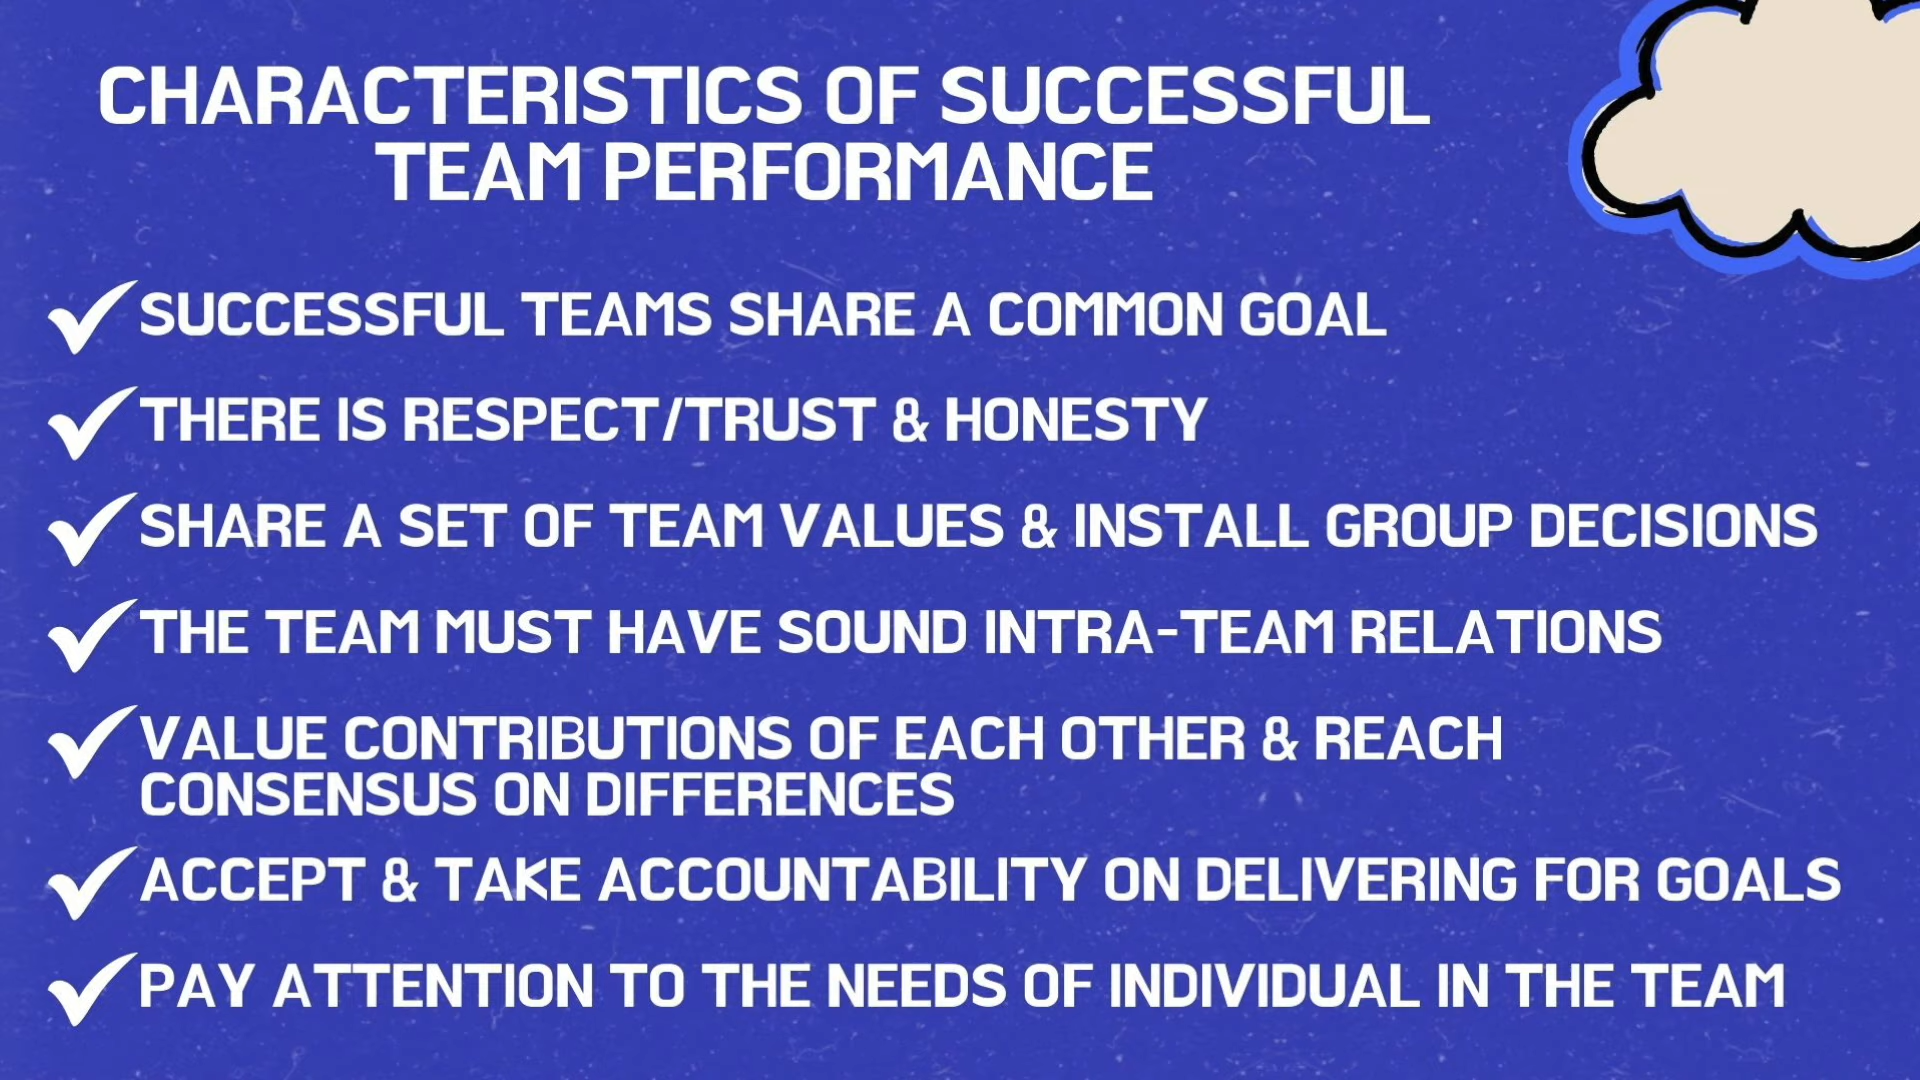 CHARACTERISTICS OF SUCCESSFUL
TEAM PERFORMANCE
SUCCESSFUL TEAMS SHARE A COMMON GOAL
THERE IS RESPECT/TRUST & HONESTY
SHARE A SET OF TEAM VALUES & INSTALL GROUP DECISIONS
THE TEAM MUST HAVE SOUND INTRA-TEAM RELATIONS
VALUE CONTRIBUTIONS OF EACH OTHER & REACH
CONSENSUS ON DIFFERENCES
ACCEPT & TAKE ACCOUNTABILITY ON DELIVERING FOR GOALS
PAY ATTENTION TO THE NEEDS OF INDIVIDUAL IN THE TEAM